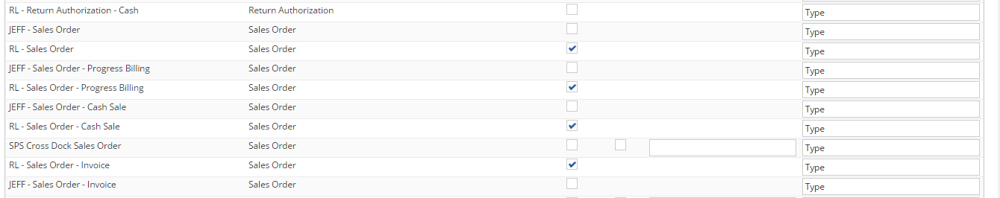 RL - Return Authorization - Cash Return Authorization Type
JEFF - Sales Order Sales Order Type
RL - Sales Order Sales Order Type
JEFF - Sales Order - Progress Billing Sales Order Type
RL - Sales Order - Progress Billing Sales Order Type
JEFF - Sales Order - Cash Sale Sales Order Type
RL - Sales Order - Cash Sale Sales Order Type
SPS Cross Dock Sales Order Sales Order Type
RL - Sales Order - Invoice Sales Order Type
JEFF - Sales Order - Invoice Sales Order Type